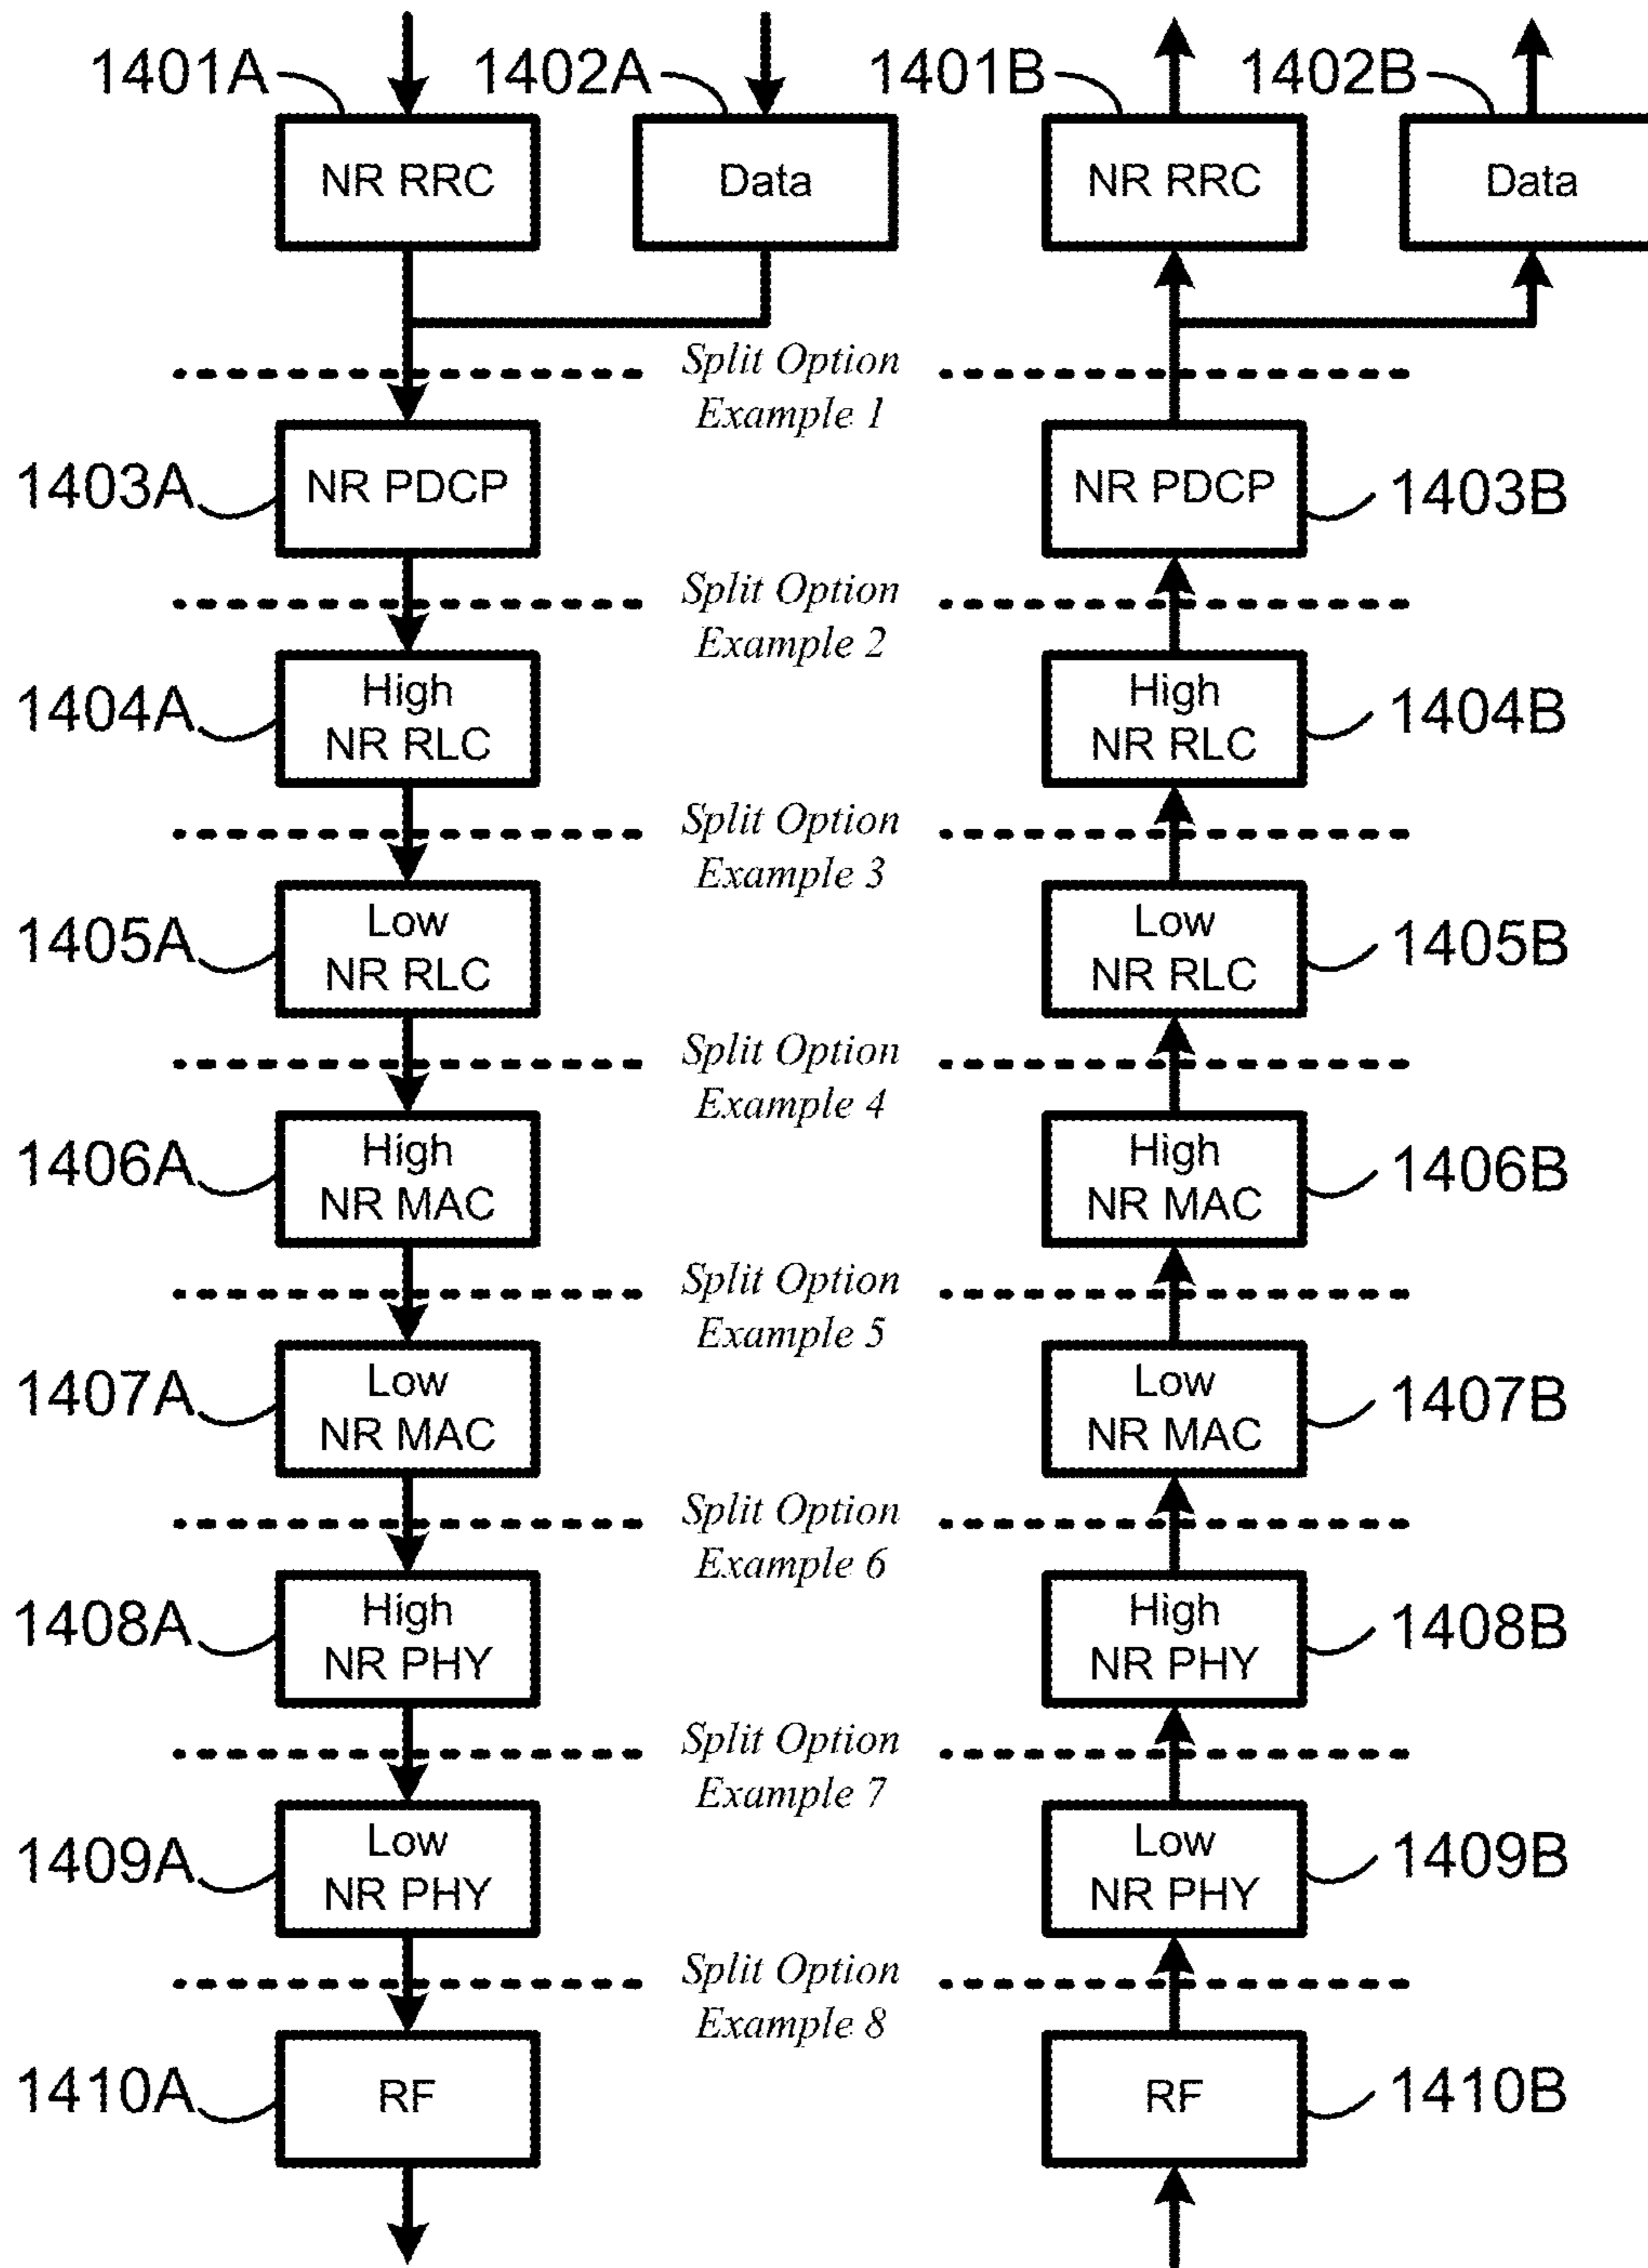 1401A 1402A 1401B 1402B
NR RRC Data NR RRC Data
Split Option
Example 1
1403A NR PDCP NR PDCP 1403B
Split Option
Example 2
1404A High NR RLC High NR RLC 1404B
Split Option
Example 3
1405A Low NR RLC Low NR RLC 1405B
Split Option
Example 4
1406A High NR MAC High NR MAC 1406B
Split Option
Example 5
1407A Low NR MAC Low NR MAC 1407B
Split Option
Example 6
1408A High NR PHY High NR PHY 1408B
Split Option
Example 7
1409A Low NR PHY Low NR PHY 1409B
Split Option
Example 8
1410A RF RF 1410B